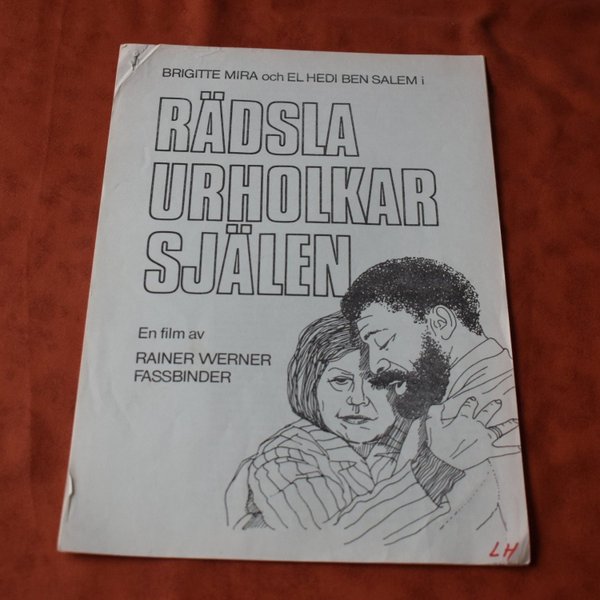 BRIGITTE MIRA och EL HEDI BEN SALEM i
RÄDSLA
URHOLKAR
SJÄLEN
En film av
RAINER WERNER
FASSBINDER
LH